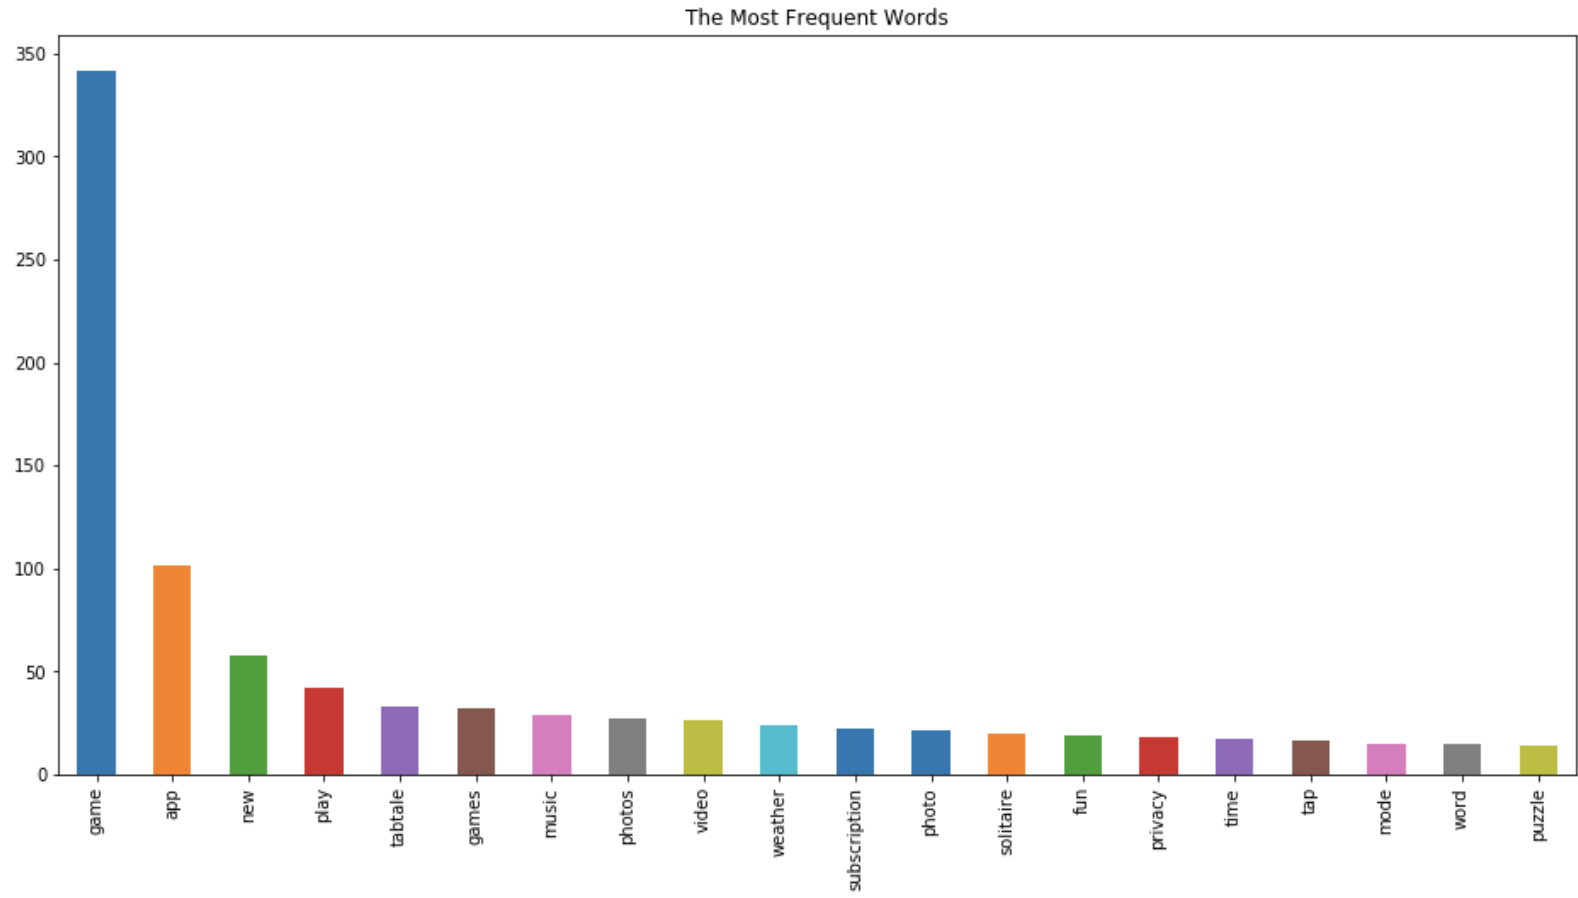 The Most Frequent Words
350
300
250
200
150
100
50
0
game
app
new
play
tabtale
games
music
photos
video
weather
subscription
photo
solitaire
fun
privacy
time
tap
mode
word
puzzle